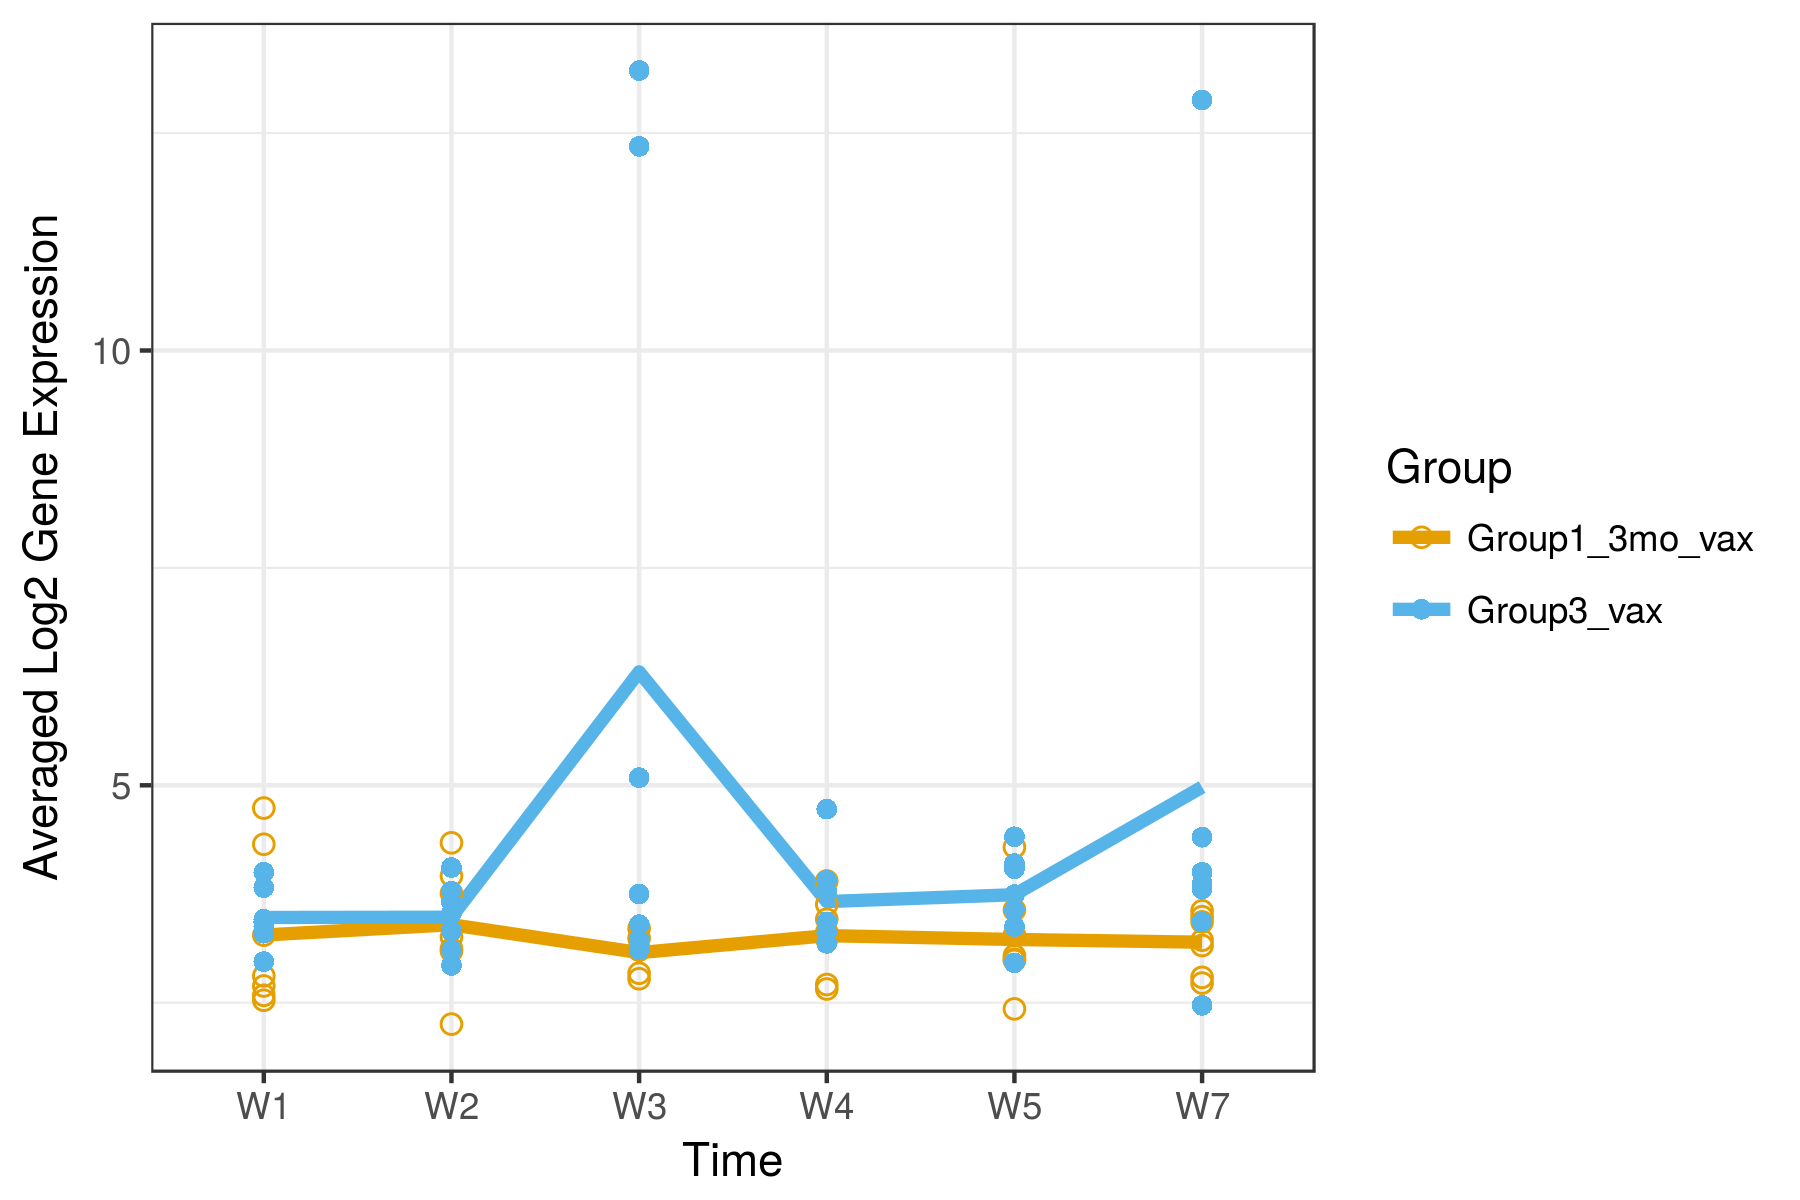 Averaged Log2 Gene Expression
10
5
W1 W2 W3 W4 W5 W7
Time
Group
Group1_3mo_vax
Group3_vax